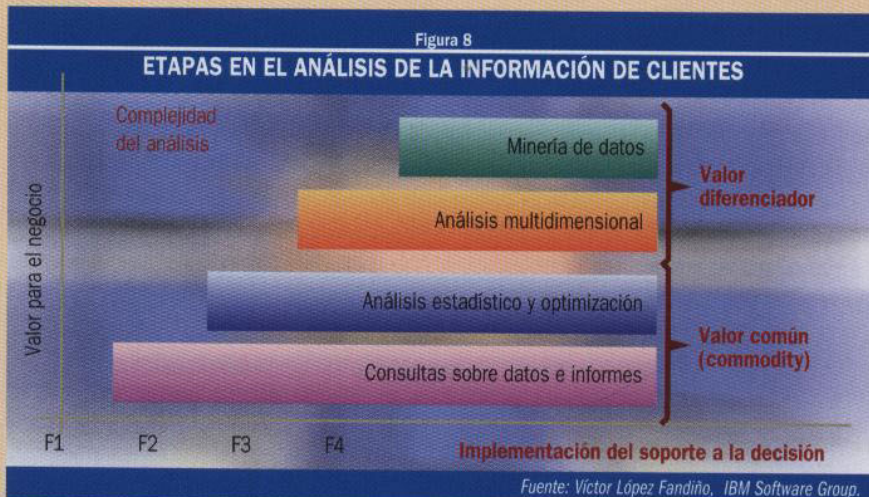 Figura 8
ETAPAS EN EL ANÁLISIS DE LA INFORMACIÓN DE CLIENTES
Complejidad
del análisis
Minería de datos
Valor
diferenciador
Análisis multidimensional
Valor para el negocio
Análisis estadístico y optimización
Valor común
(commodity)
Consultas sobre datos e informes
F1 F2 F3 F4
Implementación del soporte a la decisión
Fuente: Víctor López Fandiño, IBM Software Group.